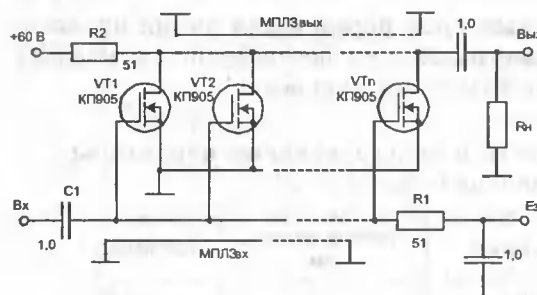 МПЛЗвых
+60 В
R2
51
1,0
Вых
VT1
КП905
VT2
КП905
VTn
КП905
Rн
Вх
C1
1,0
R1
51
1,0
МПЛЗвх